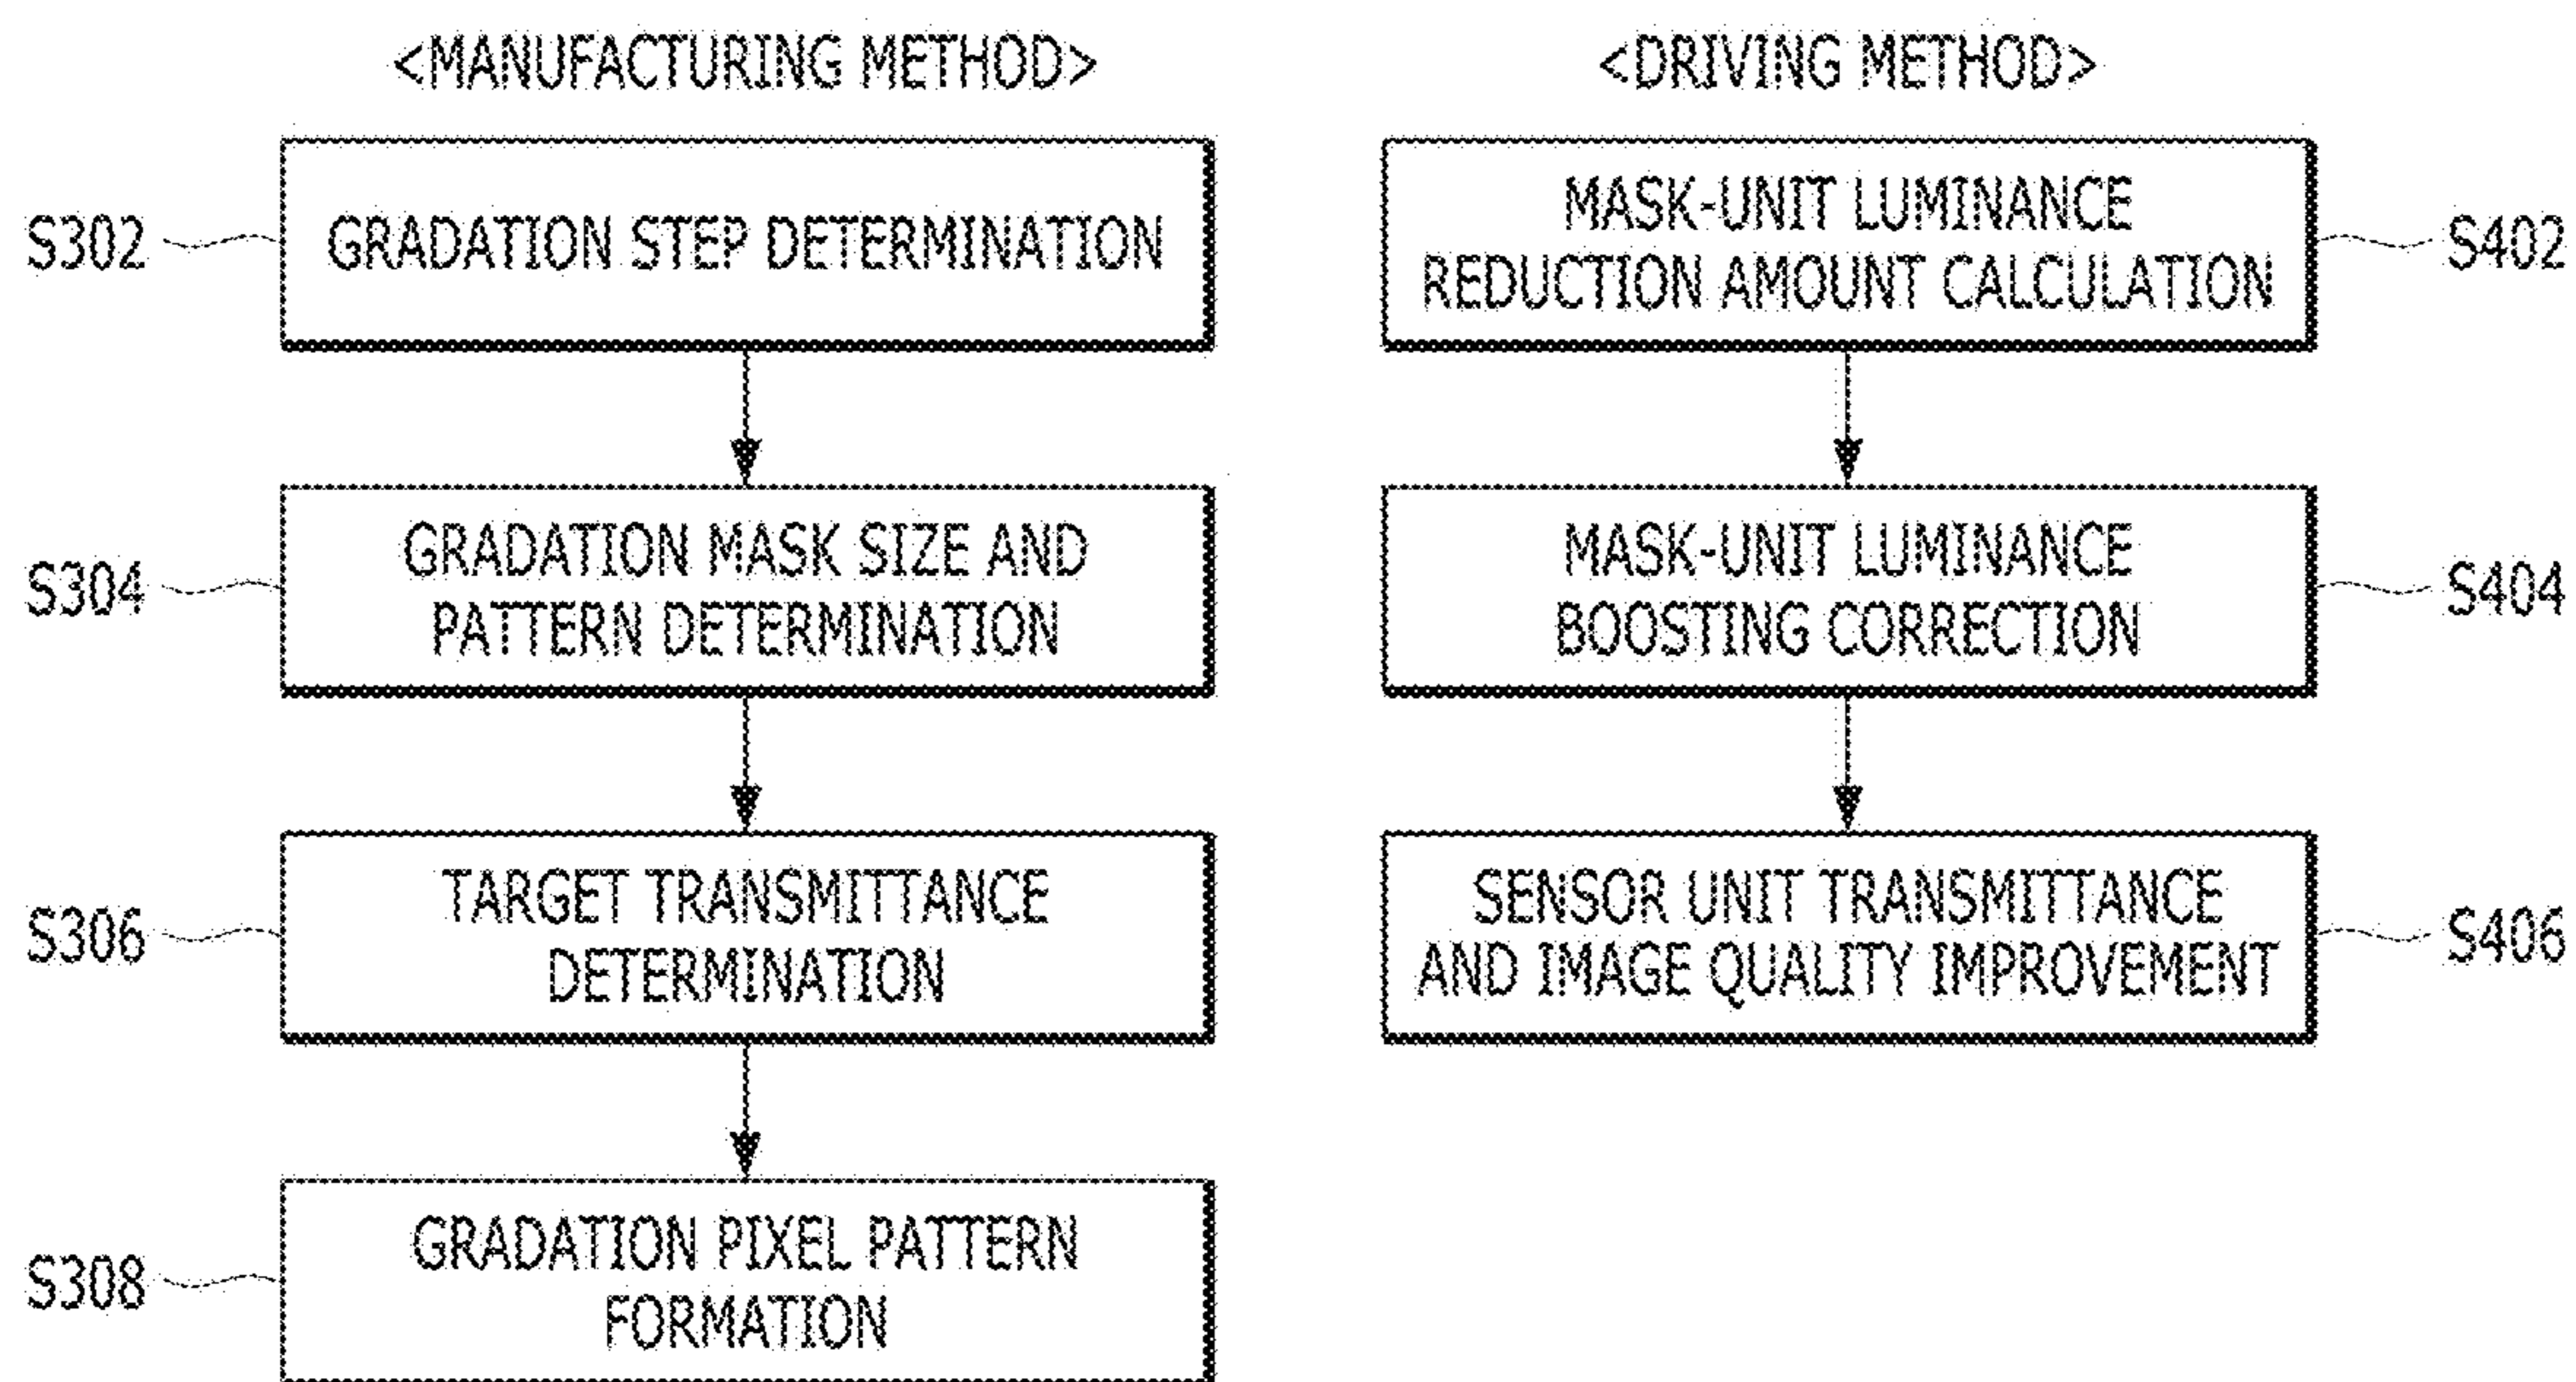 <MANUFACTURING METHOD>
S302
GRADATION STEP DETERMINATION
S304
GRADATION MASK SIZE AND
PATTERN DETERMINATION
S306
TARGET TRANSMITTANCE
DETERMINATION
S308
GRADATION PIXEL PATTERN
FORMATION
<DRIVING METHOD>
MASK-UNIT LUMINANCE
REDUCTION AMOUNT CALCULATION
S402
MASK-UNIT LUMINANCE
BOOSTING CORRECTION
S404
SENSOR UNIT TRANSMITTANCE
AND IMAGE QUALITY IMPROVEMENT
S406